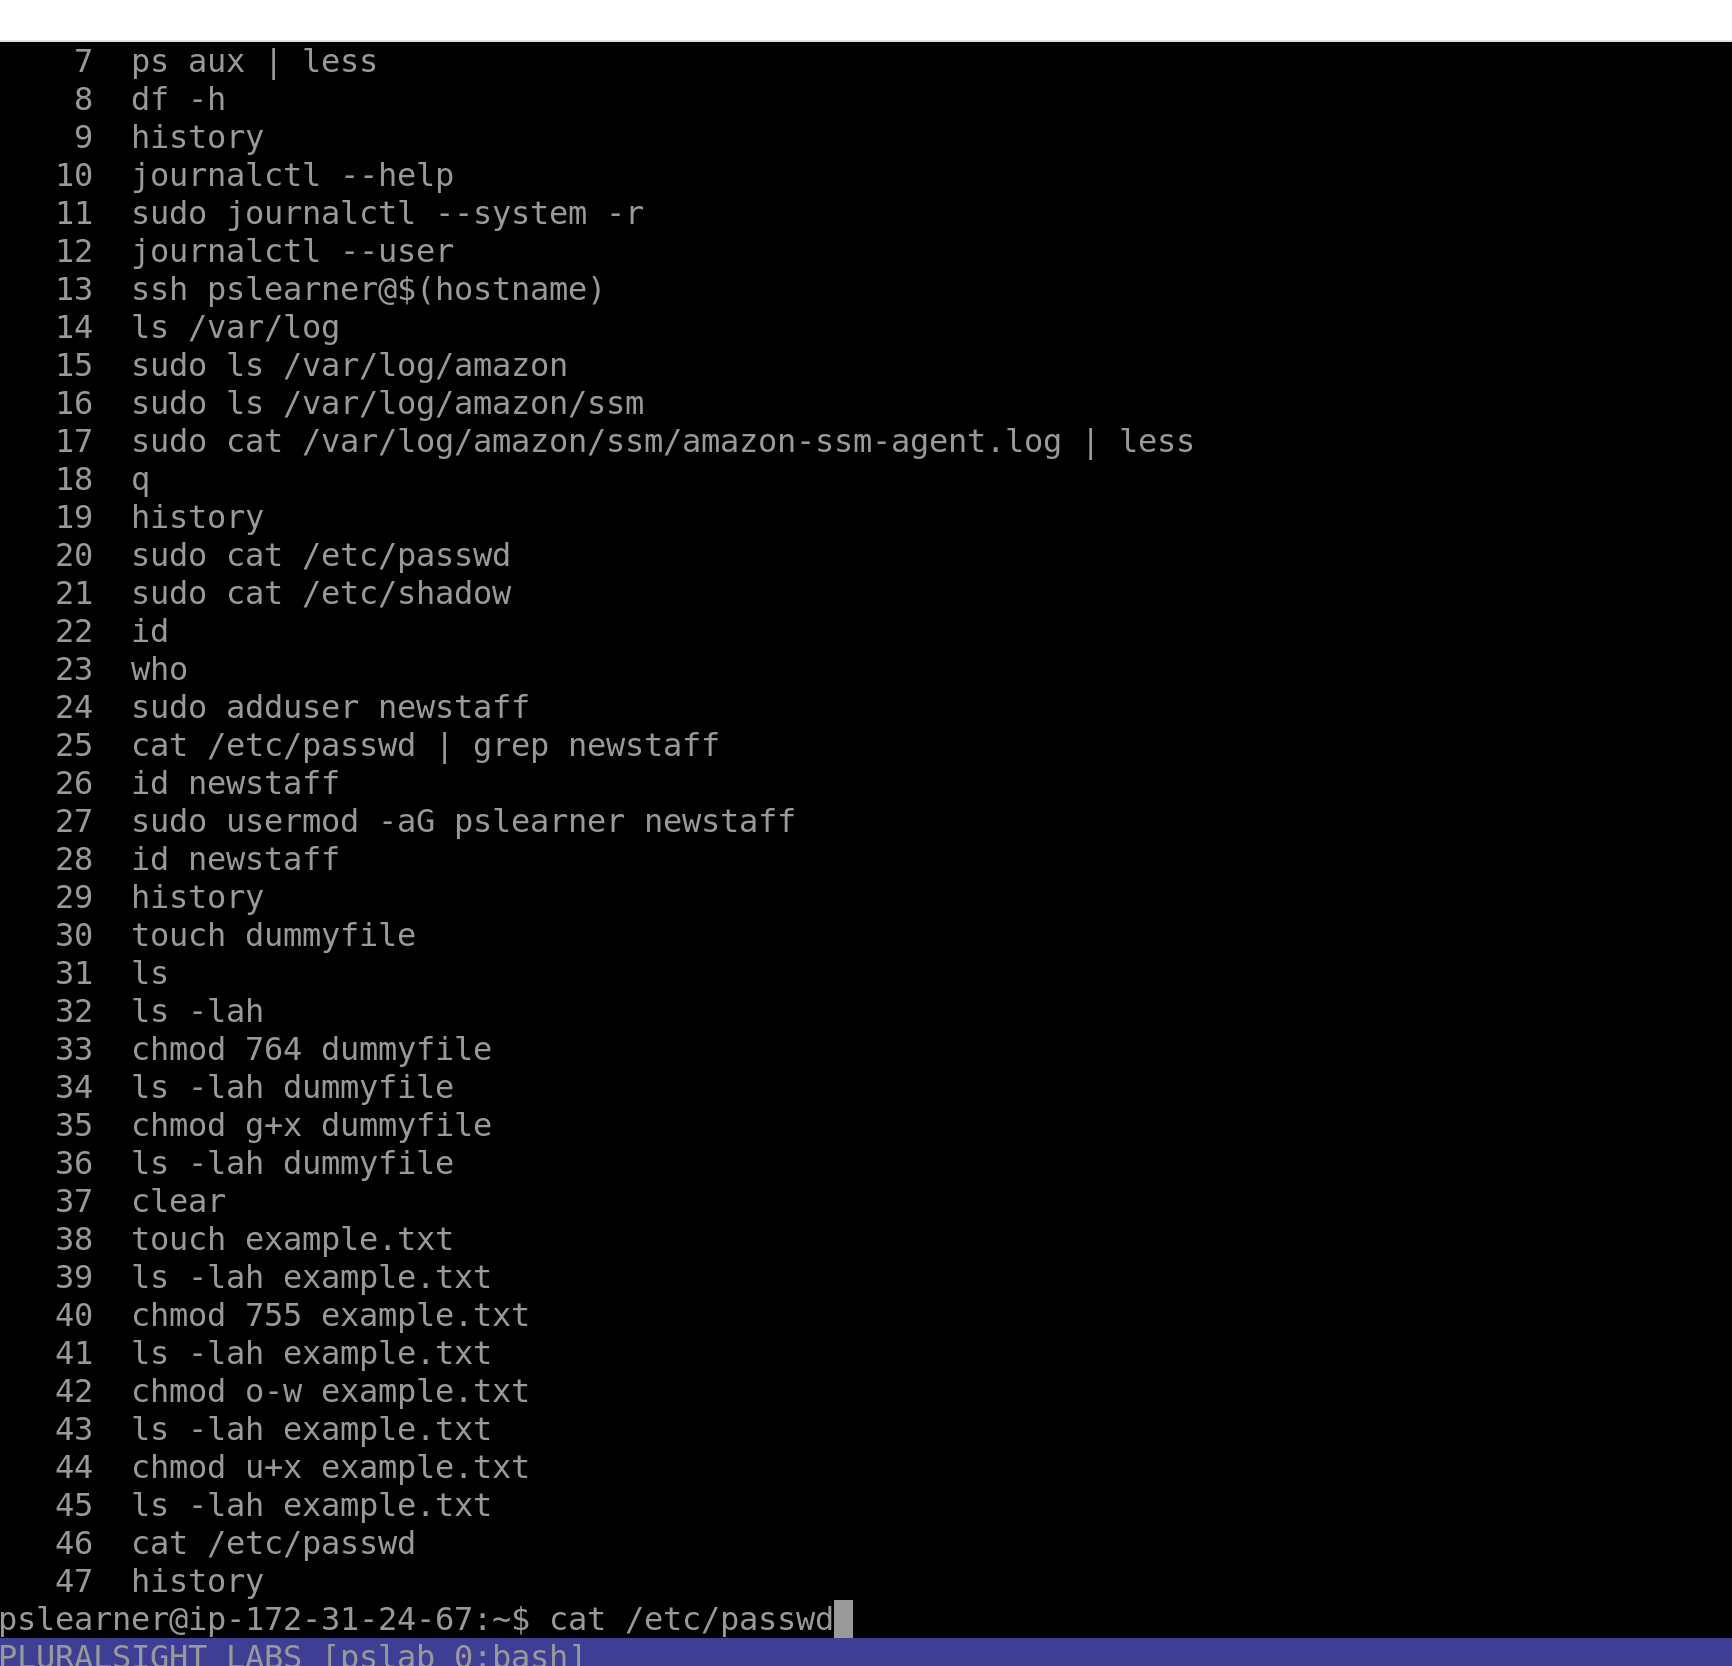 7  ps aux | less
8  df -h
9  history
10  journalctl --help
11  sudo journalctl --system -r
12  journalctl --user
13  ssh pslearner@$(hostname)
14  ls /var/log
15  sudo ls /var/log/amazon
16  sudo ls /var/log/amazon/ssm
17  sudo cat /var/log/amazon/ssm/amazon-ssm-agent.log | less
18  q
19  history
20  sudo cat /etc/passwd
21  sudo cat /etc/shadow
22  id
23  who
24  sudo adduser newstaff
25  cat /etc/passwd | grep newstaff
26  id newstaff
27  sudo usermod -aG pslearner newstaff
28  id newstaff
29  history
30  touch dummyfile
31  ls
32  ls -lah
33  chmod 764 dummyfile
34  ls -lah dummyfile
35  chmod g+x dummyfile
36  ls -lah dummyfile
37  clear
38  touch example.txt
39  ls -lah example.txt
40  chmod 755 example.txt
41  ls -lah example.txt
42  chmod o-w example.txt
43  ls -lah example.txt
44  chmod u+x example.txt
45  ls -lah example.txt
46  cat /etc/passwd
47  history
pslearner@ip-172-31-24-67:~$ cat /etc/passwd
PLURALSIGHT LABS [pslab 0:bash]